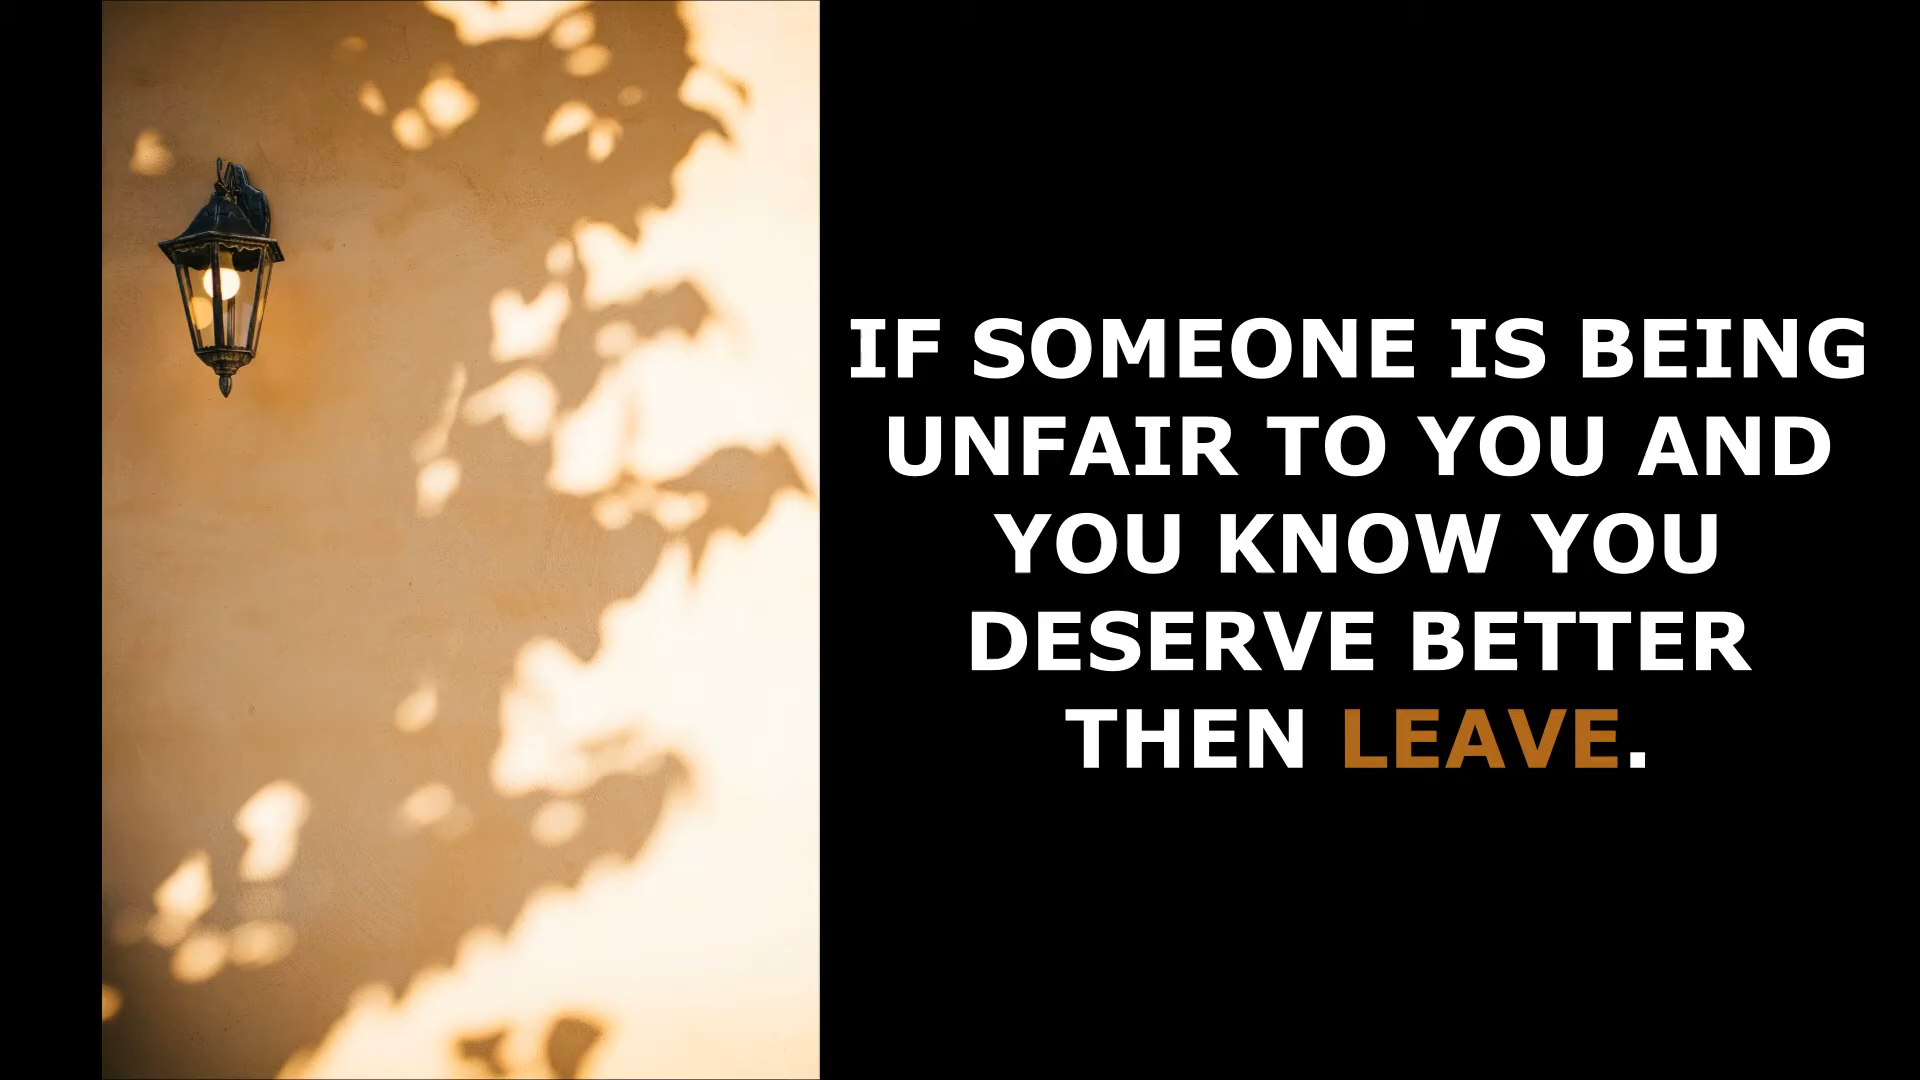 IF SOMEONE IS BEING
UNFAIR TO YOU AND
YOU KNOW YOU
DESERVE BETTER
THEN LEAVE.